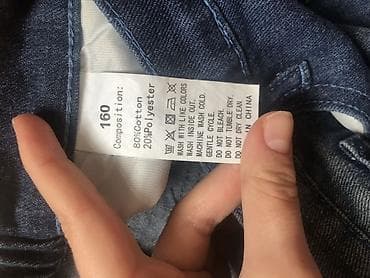 160
Composition:
80%Cotton
20%Polyester
WASH WITH LIKE COLORS
WASH INSIDE OUT.
MACHINE WASH COLD.
GENTLE CYCLE.
DO NOT BLEACH.
DO NOT TUMBLE DRY.
DO NOT DRY CLEAN.
IN CHINA